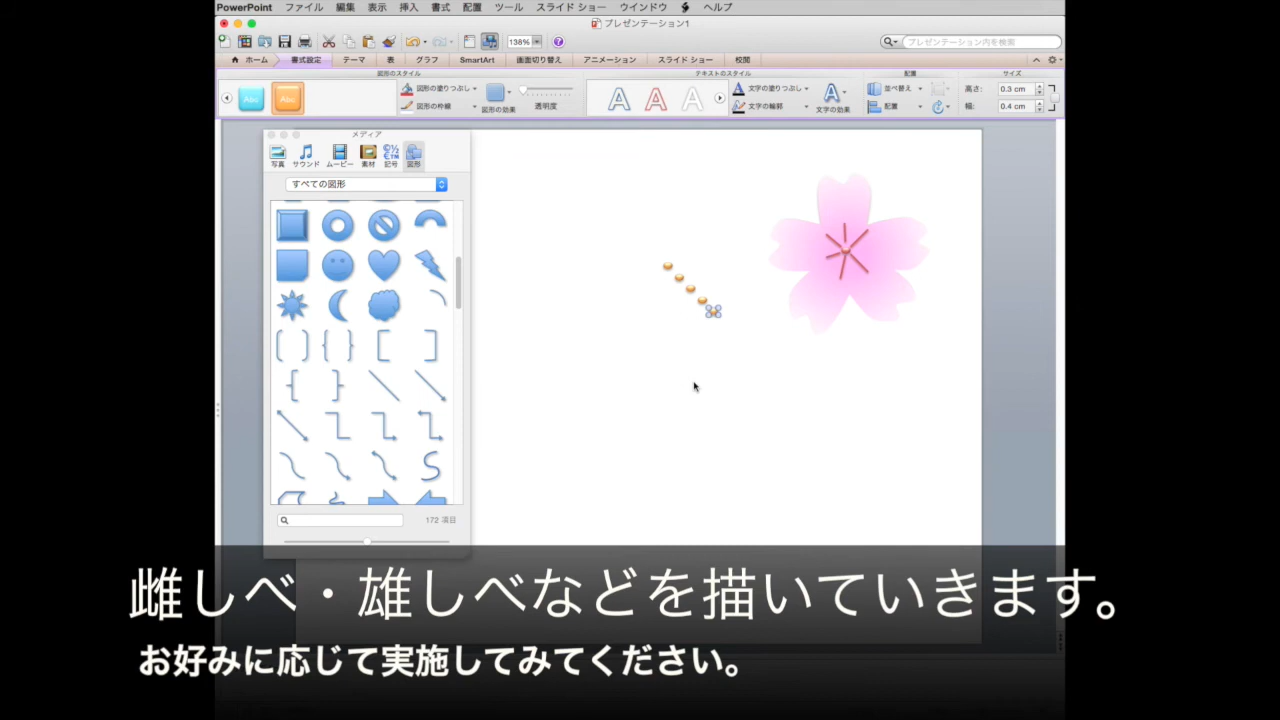 PowerPoint ファイル 編集 表示 挿入 書式 配置 ツール スライド ショー ウインドウ ヘルプ
プレゼンテーション1
138%
プレゼンテーション内を検索
ホーム 書式設定 テーマ 表 グラフ SmartArt 画面切り替え アニメーション スライド ショー 校閲
図形のスタイル テキストのスタイル 配置 サイズ
Abc Abc 図形の塗りつぶし 文字の塗りつぶし 並べ替え 高さ: 0.3 cm
図形の枠線 図形の効果 透明度 文字の輪郭 文字の効果 配置 幅: 0.4 cm
メディア
写真 サウンド ムービー 素材 記号 図形
すべての図形
172 項目
雌しべ・雄しべなどを描いていきます。
お好みに応じて実施してみてください。